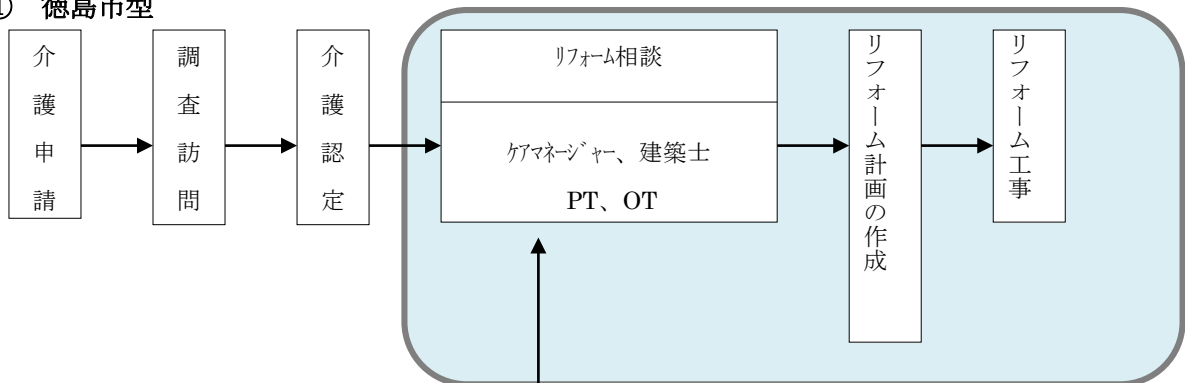 ① 徳島市型
介護申請
調査訪問
介護認定
リフォーム相談
ケアマネージャー、建築士
PT、OT
リフォーム計画の作成
リフォーム工事